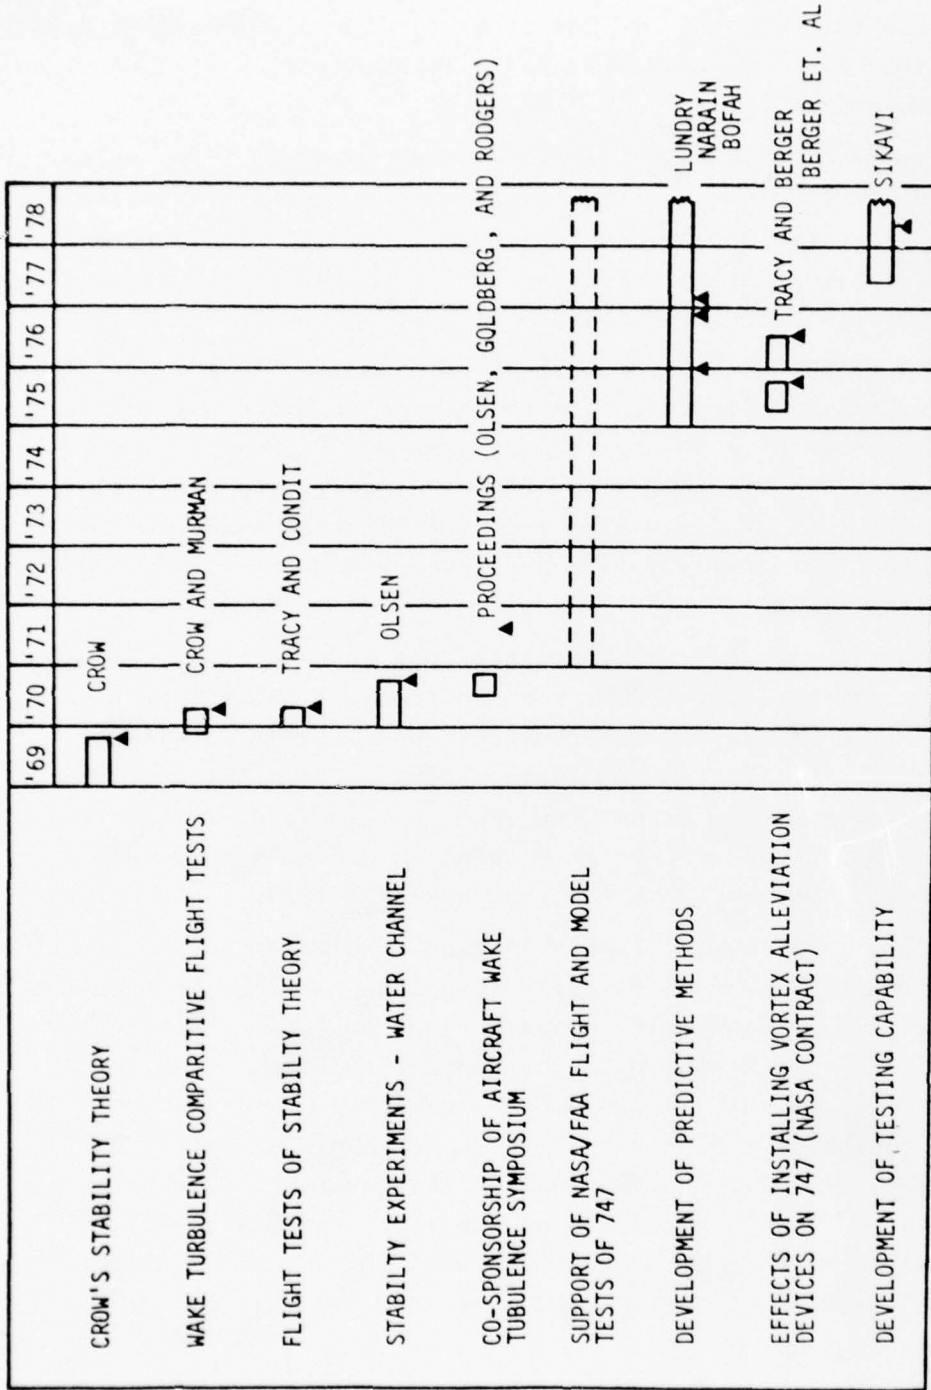 '69 '70 '71 '72 '73 '74 '75 '76 '77 '78
CROW'S STABILITY THEORY
CROW
WAKE TURBULENCE COMPARITIVE FLIGHT TESTS
CROW AND MURMAN
FLIGHT TESTS OF STABILTY THEORY
TRACY AND CONDIT
STABILTY EXPERIMENTS - WATER CHANNEL
OLSEN
CO-SPONSORSHIP OF AIRCRAFT WAKE
TUBULENCE SYMPOSIUM
PROCEEDINGS (OLSEN, GOLDBERG, AND RODGERS)
SUPPORT OF NASA/FAA FLIGHT AND MODEL
TESTS OF 747
DEVELOPMENT OF PREDICTIVE METHODS
LUNDRY
NARAIN
BOFAH
EFFECTS OF INSTALLING VORTEX ALLEVIATION
DEVICES ON 747 (NASA CONTRACT)
TRACY AND BERGER
BERGER ET. AL
DEVELOPMENT OF TESTING CAPABILITY
SIKAVI